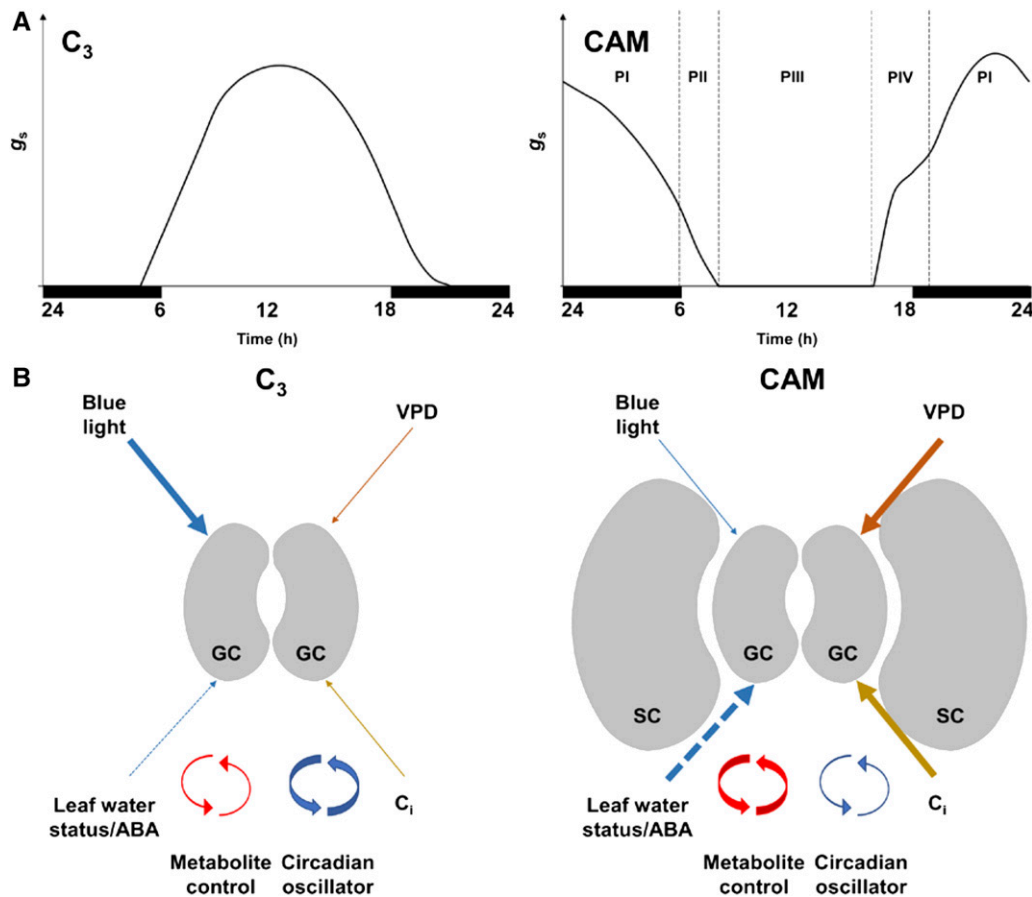 A
C3
gs
24
6
12
18
24
Time (h)
CAM
PI
PII
PIII
PIV
PI
gs
24
6
12
18
24
Time (h)
B
C3
Blue
light
VPD
GC
GC
Leaf water
status/ABA
Ci
Metabolite
control
Circadian
oscillator
CAM
Blue
light
VPD
SC
GC
GC
SC
Leaf water
status/ABA
Ci
Metabolite
control
Circadian
oscillator